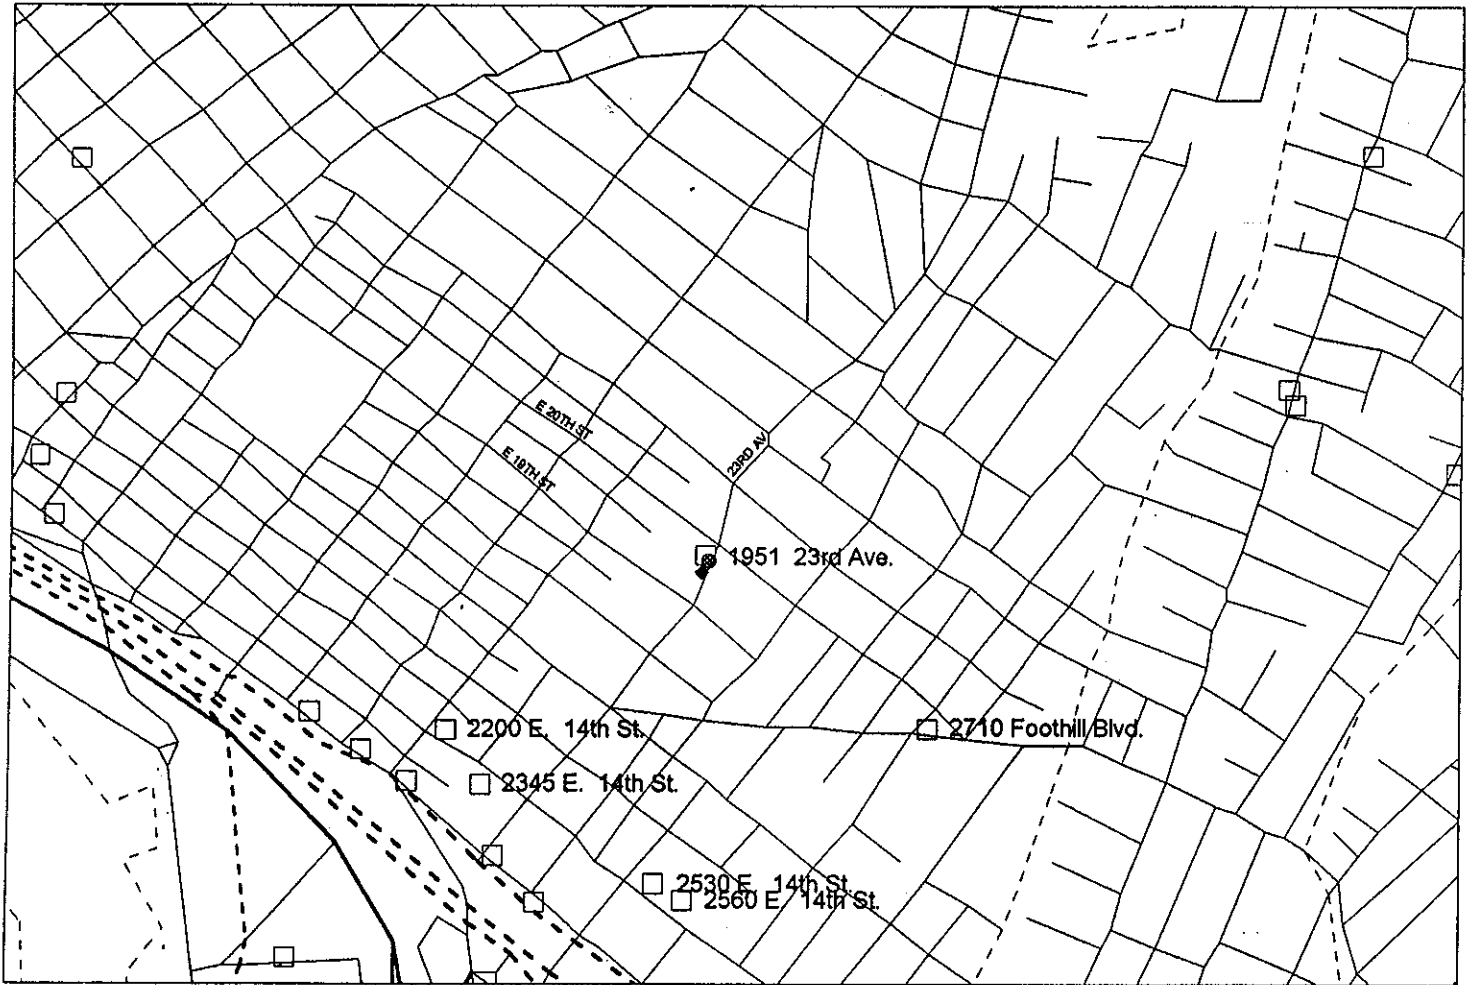 E 20TH ST
E 19TH ST
23RD AV
1951 23rd Ave.
2200 E. 14th St.
2710 Foothill Blvd.
2345 E. 14th St.
2530 E. 14th St.
2560 E. 14th St.